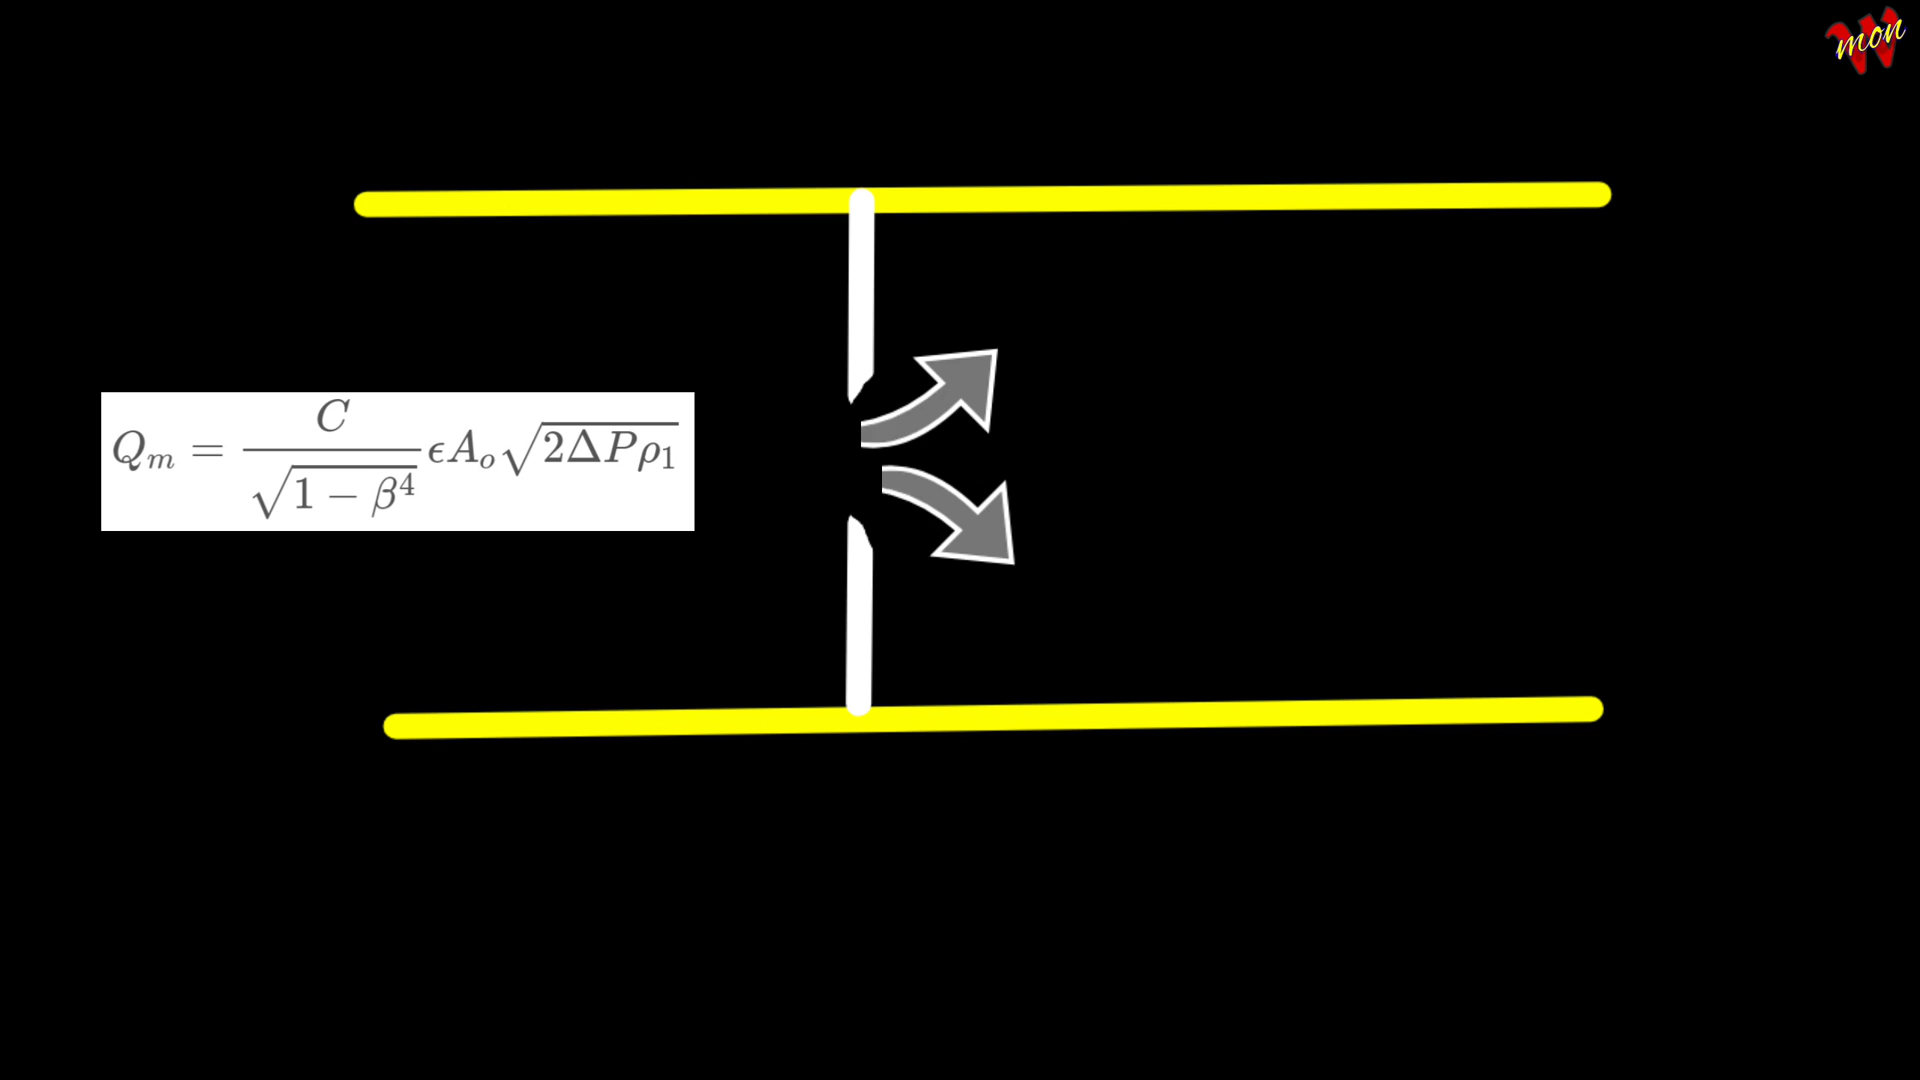 W
mon
Qₘ = C / √(1 − β⁴) ϵAₒ√(2ΔPρ₁)